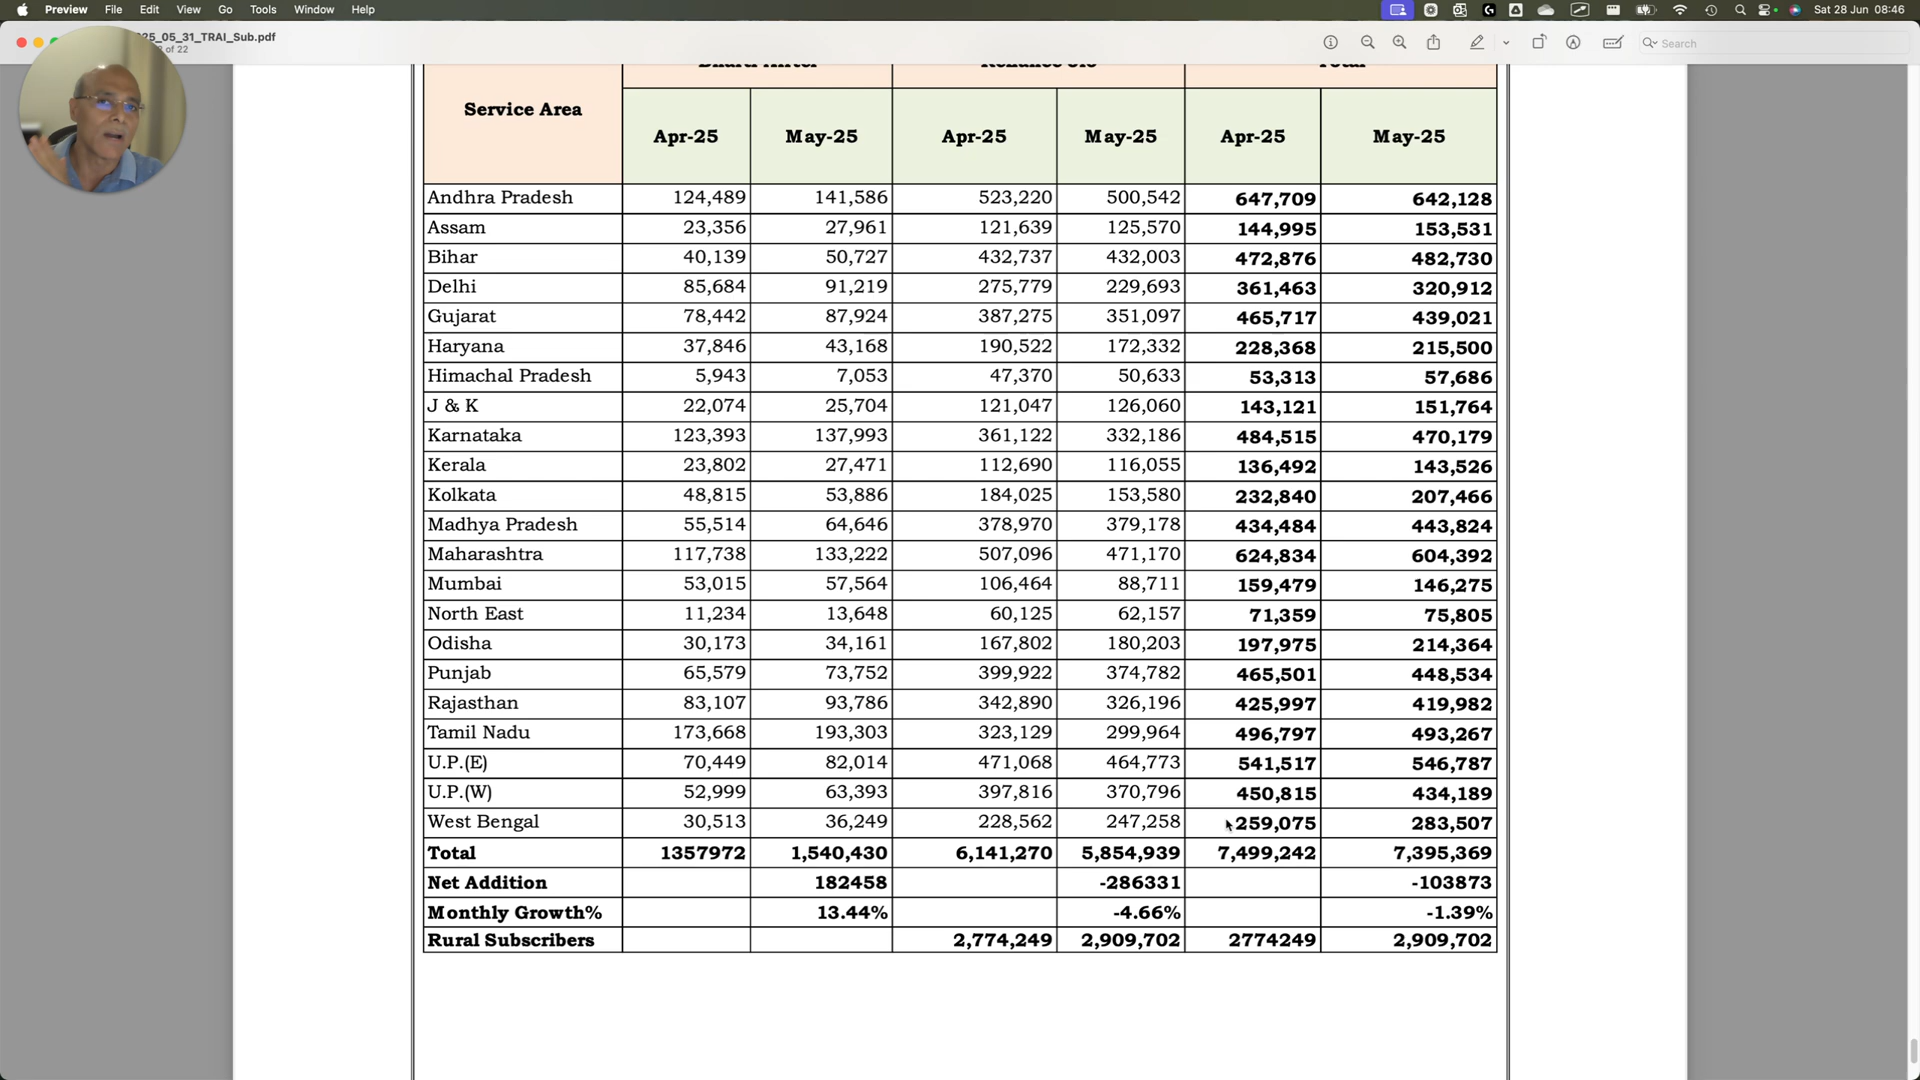 Preview File Edit View Go Tools Window Help Sat 28 Jun 08:46
5_05_31_TRAI_Sub.pdf
of 22
Search
Total
Service Area
Apr-25 May-25 Apr-25 May-25 Apr-25 May-25
Andhra Pradesh 124,489 141,586 523,220 500,542 647,709 642,128
Assam 23,356 27,961 121,639 125,570 144,995 153,531
Bihar 40,139 50,727 432,737 432,003 472,876 482,730
Delhi 85,684 91,219 275,779 229,693 361,463 320,912
Gujarat 78,442 87,924 387,275 351,097 465,717 439,021
Haryana 37,846 43,168 190,522 172,332 228,368 215,500
Himachal Pradesh 5,943 7,053 47,370 50,633 53,313 57,686
J & K 22,074 25,704 121,047 126,060 143,121 151,764
Karnataka 123,393 137,993 361,122 332,186 484,515 470,179
Kerala 23,802 27,471 112,690 116,055 136,492 143,526
Kolkata 48,815 53,886 184,025 153,580 232,840 207,466
Madhya Pradesh 55,514 64,646 378,970 379,178 434,484 443,824
Maharashtra 117,738 133,222 507,096 471,170 624,834 604,392
Mumbai 53,015 57,564 106,464 88,711 159,479 146,275
North East 11,234 13,648 60,125 62,157 71,359 75,805
Odisha 30,173 34,161 167,802 180,203 197,975 214,364
Punjab 65,579 73,752 399,922 374,782 465,501 448,534
Rajasthan 83,107 93,786 342,890 326,196 425,997 419,982
Tamil Nadu 173,668 193,303 323,129 299,964 496,797 493,267
U.P.(E) 70,449 82,014 471,068 464,773 541,517 546,787
U.P.(W) 52,999 63,393 397,816 370,796 450,815 434,189
West Bengal 30,513 36,249 228,562 247,258 259,075 283,507
Total 1357972 1,540,430 6,141,270 5,854,939 7,499,242 7,395,369
Net Addition 182458 -286331 -103873
Monthly Growth% 13.44% -4.66% -1.39%
Rural Subscribers 2,774,249 2,909,702 2774249 2,909,702